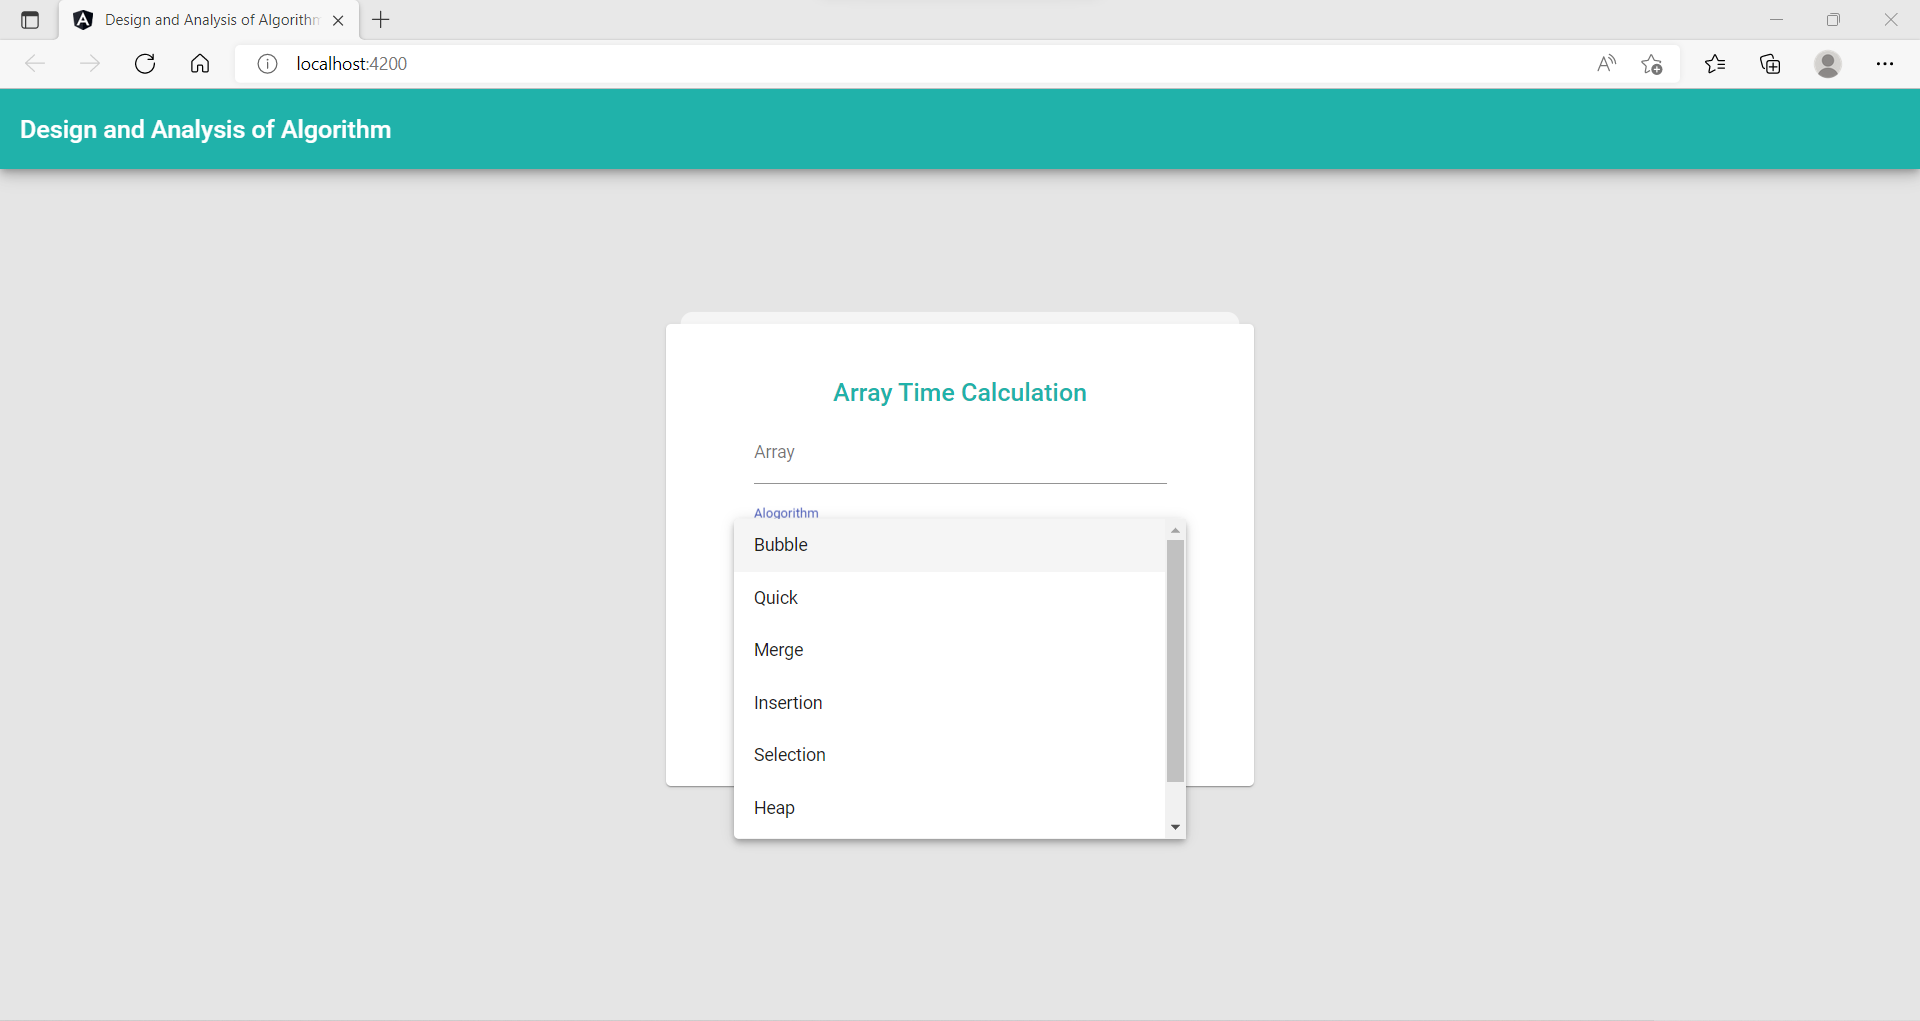 Design and Analysis of Algorithm
localhost:4200
Design and Analysis of Algorithm
Array Time Calculation
Array
Alogorithm
Bubble
Quick
Merge
Insertion
Selection
Heap